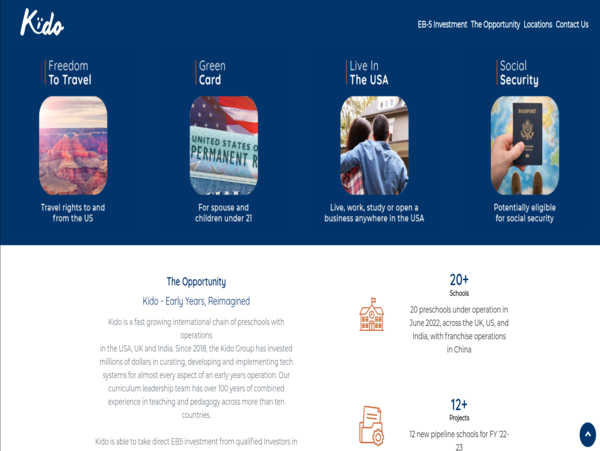 Kido
EB-5 Investment The Opportunity Locations Contact Us
Freedom
To Travel
Green
Card
Live In
The USA
Social
Security
UNITED STATES O
PERMANENT R
Travel rights to and
from the US
For spouse and
children under 21
Live, work, study or open a
business anywhere in the USA
Potentially eligible
for social security
The Opportunity
Kido - Early Years, Reimagined
Kido is a fast growing international chain of preschools with
operations
in the USA, UK and India. Since 2018, the Kido Group has invested
millions of dollars in curating, developing and implementing tech
systems for almost every aspect of an early years operation. Our
curriculum leadership team has over 100 years of combined
experience in teaching and pedagogy across more than ten
countries.
Kido is able to take direct EB5 investment from qualified Investors in
20+
Schools
20 preschools under operation in
June 2022, across the UK, US, and
India, with franchise operations
in China
12+
Projects
12 new pipeline schools for FY '22-
23